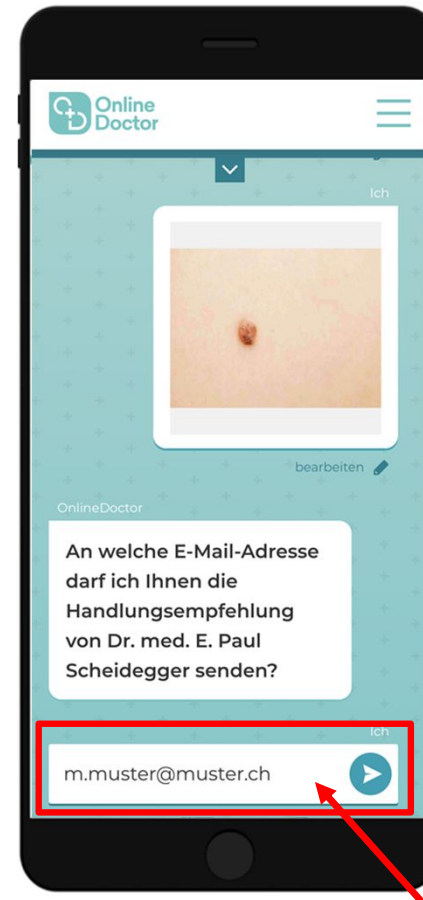 Online
Doctor
Ich
bearbeiten
OnlineDoctor
An welche E-Mail-Adresse
darf ich Ihnen die
Handlungsempfehlung
von Dr. med. E. Paul
Scheidegger senden?
Ich
m.muster@muster.ch